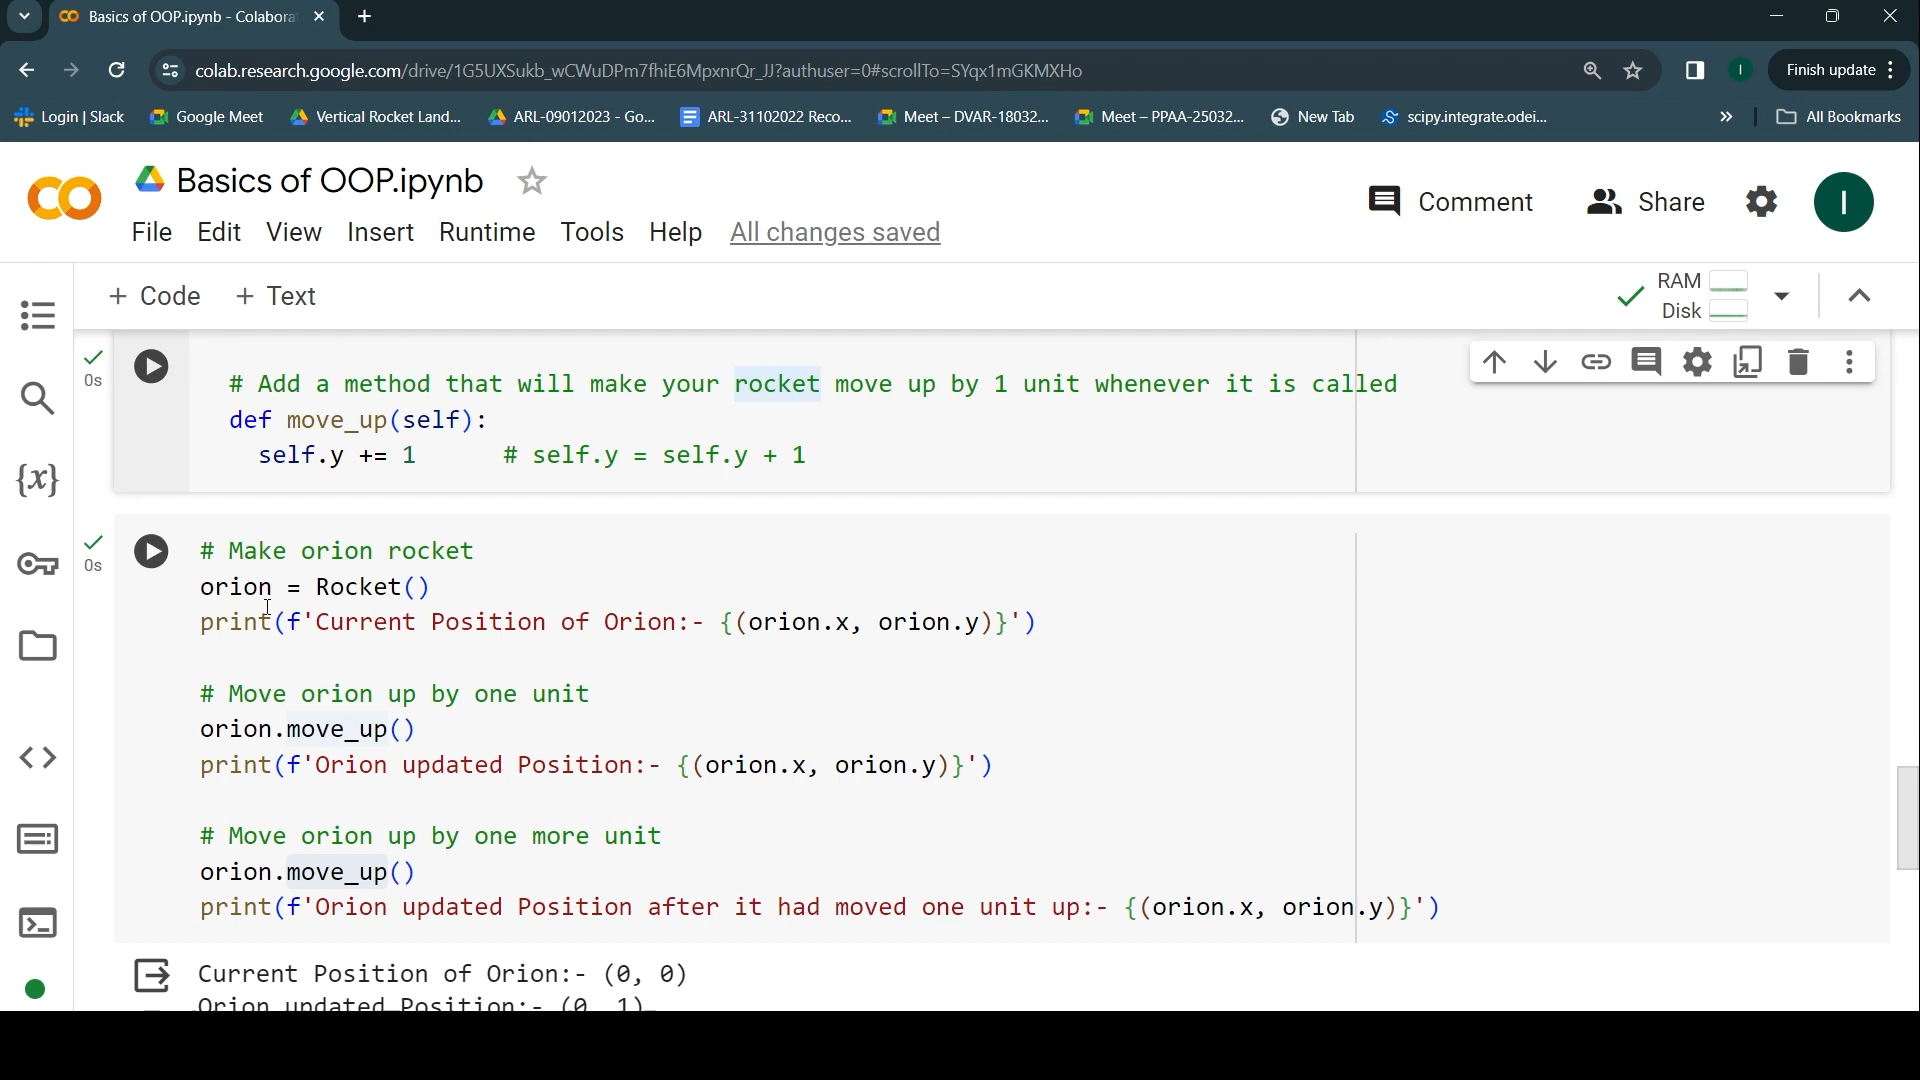 Basics of OOP.ipynb - Colabora
Finish update
colab.research.google.com/drive/1G5UXSukb_wCWuDPm7fhiE6MpxnrQr_JJ?authuser=0#scrollTo=SYqx1mGKMXHo
Login | Slack
Google Meet
Vertical Rocket Land...
ARL-09012023 - Go...
ARL-31102022 Reco...
Meet – DVAR-18032...
Meet – PPAA-25032...
New Tab
scipy.integrate.odei...
»
All Bookmarks
Basics of OOP.ipynb
Comment
Share
I
File Edit View Insert Runtime Tools Help All changes saved
+ Code + Text
RAM
Disk
0s
# Add a method that will make your rocket move up by 1 unit whenever it is called
def move_up(self):
self.y += 1 # self.y = self.y + 1
0s
# Make orion rocket
orion = Rocket()
print(f'Current Position of Orion:- {(orion.x, orion.y)}')
# Move orion up by one unit
orion.move_up()
print(f'Orion updated Position:- {(orion.x, orion.y)}')
# Move orion up by one more unit
orion.move_up()
print(f'Orion updated Position after it had moved one unit up:- {(orion.x, orion.y)}')
Current Position of Orion:- (0, 0)
Orion updated Position:- (0, 1)